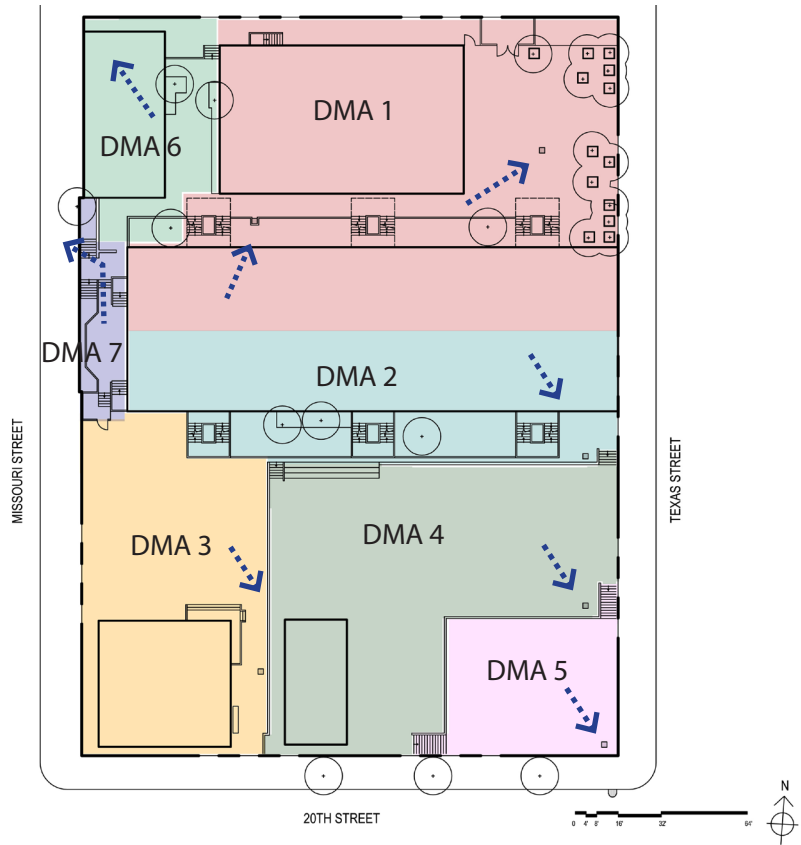 DMA 1
DMA 6
DMA 7
DMA 2
MISSOURI STREET
TEXAS STREET
DMA 3
DMA 4
DMA 5
20TH STREET
N
0 4' 8' 16' 32' 64'